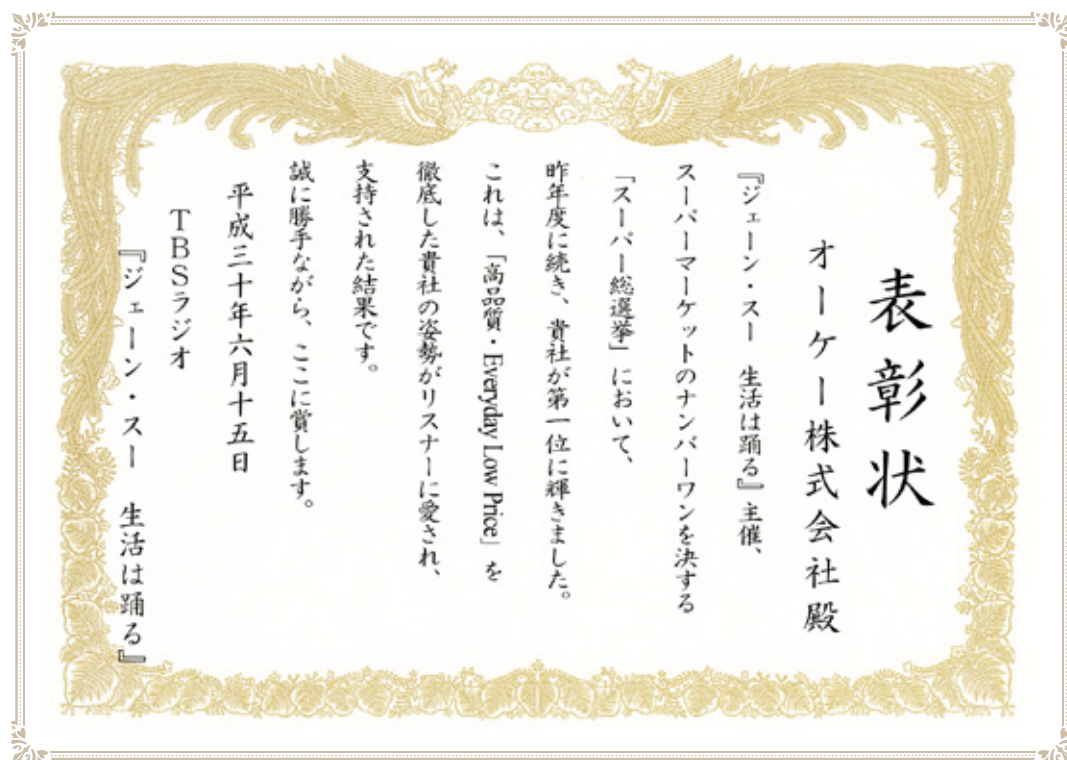 表彰状
オーケー株式会社殿
『ジェーン・スー　生活は踊る』主催、
スーパーマーケットのナンバーワンを決する
「スーパー総選挙」において、
昨年度に続き、貴社が第一位に輝きました。
これは、「高品質・Everyday Low Price」を
徹底した貴社の姿勢がリスナーに愛され、
支持された結果です。
誠に勝手ながら、ここに賞します。
平成三十年六月十五日
TBSラジオ
『ジェーン・スー　生活は踊る』